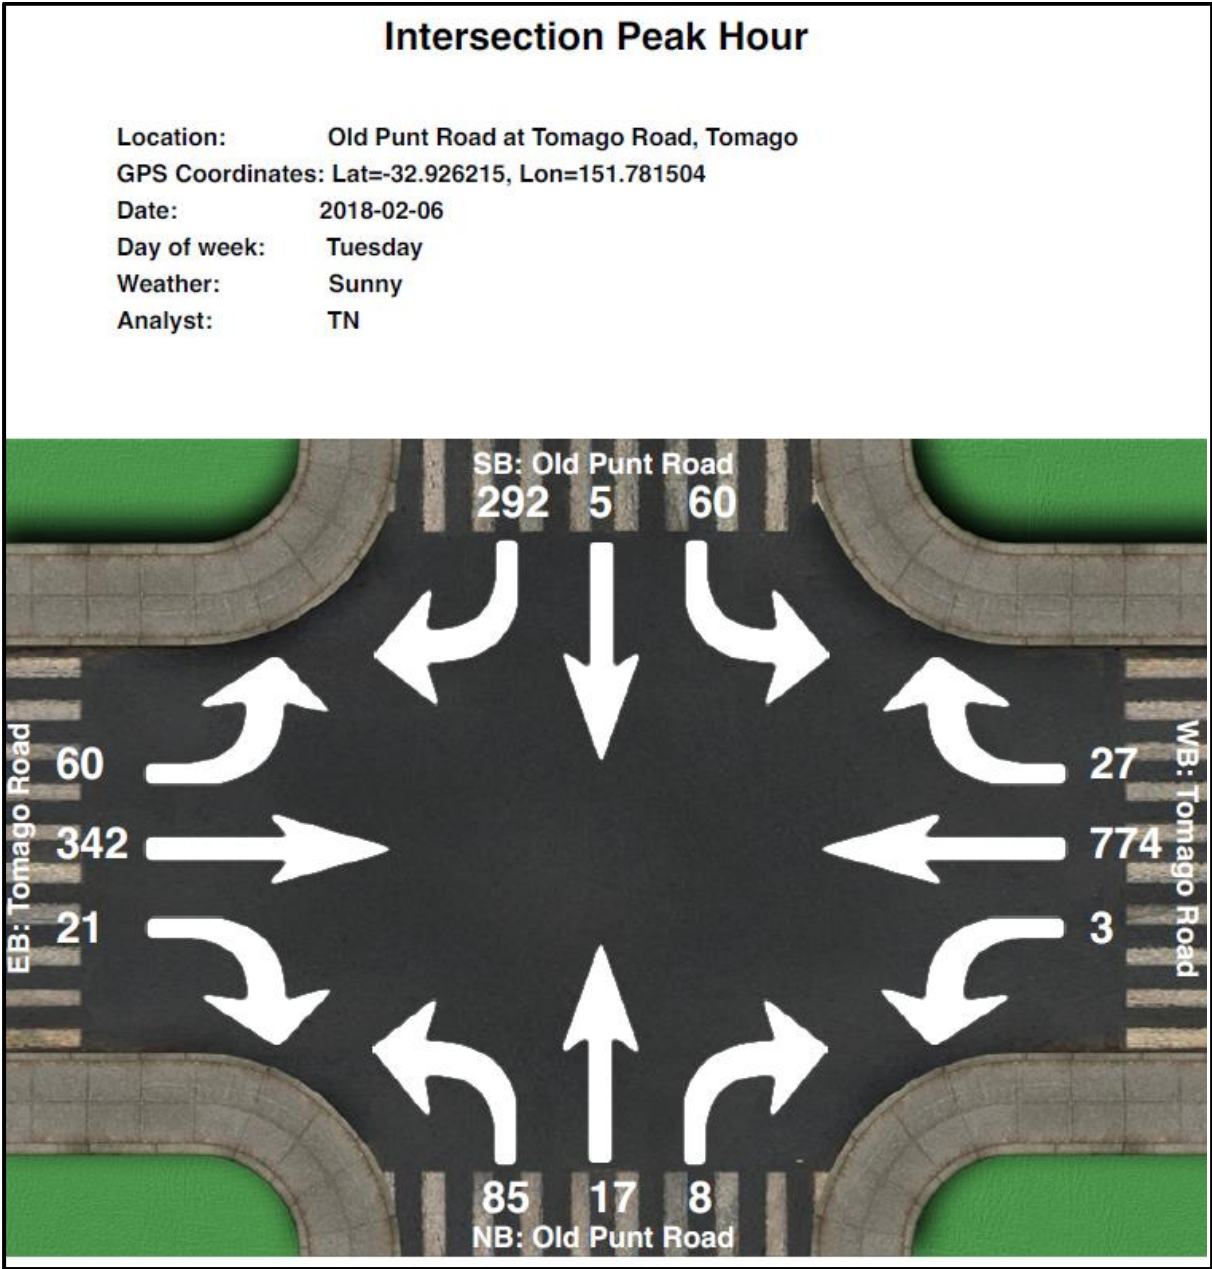 Intersection Peak Hour
Location: Old Punt Road at Tomago Road, Tomago
GPS Coordinates: Lat=-32.926215, Lon=151.781504
Date: 2018-02-06
Day of week: Tuesday
Weather: Sunny
Analyst: TN
SB: Old Punt Road
292 5 60
EB: Tomago Road
60
342
21
27
774
3
WB: Tomago Road
85 17 8
NB: Old Punt Road